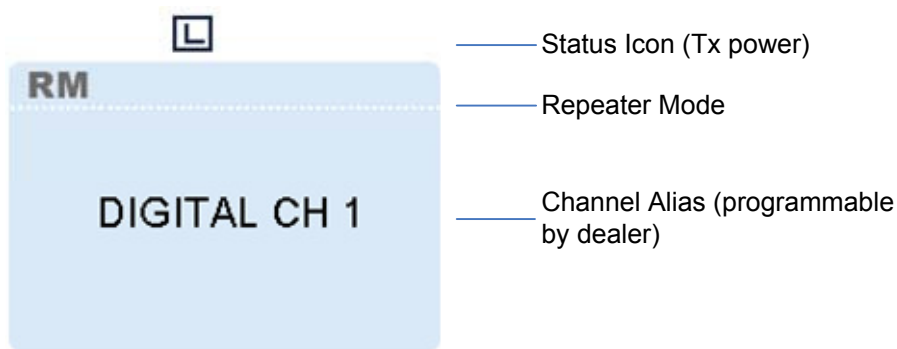 L
Status Icon (Tx power)
RM
Repeater Mode
DIGITAL CH 1
Channel Alias (programmable
by dealer)